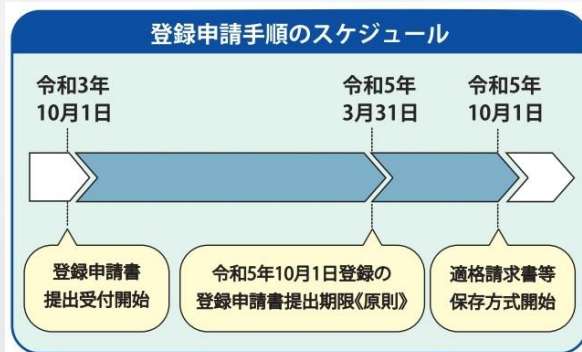 登録申請手順のスケジュール
令和3年
10月1日
令和5年
3月31日
令和5年
10月1日
登録申請書
提出受付開始
令和5年10月1日登録の
登録申請書提出期限《原則》
適格請求書等
保存方式開始